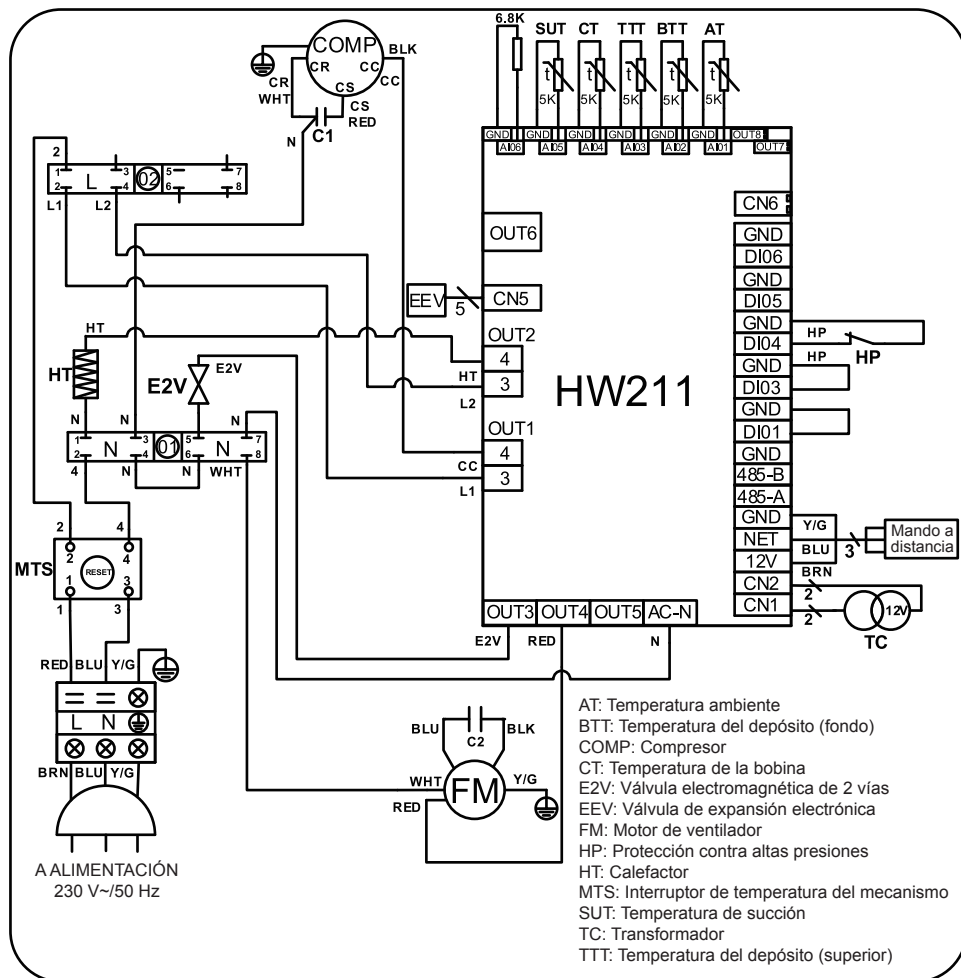 6.8K
SUT CT TTT BTT AT
t t t t t
5K 5K 5K 5K 5K
GND GND GND GND GND OUT8
AI06 AI05 AI04 AI03 AI02 AI01 OUT7
COMP
CR CC
CS
BLK
CC
CR
WHT
CS
RED
N C1
2
1 L 3 02 5 7
2 4 6 8
L1 L2
CN6
GND
DI06
GND
DI05
GND
DI04
GND
DI03
GND
DI01
GND
485-B
485-A
GND
NET
12V
CN2
CN1
OUT6
EEV 5 CN5
OUT2
4
HT
3
L2
OUT1
4
CC
3
L1
HW211
HP
HP
HP
Y/G
BLU
BRN
3
Mando a
distancia
2
2
12V
TC
HT
HT
E2V
E2V
N N N
1 3 01 5 7
N N
2 4 6 8
4 N N WHT
2 4
MTS
2 4
RESET
1 3
1 3
OUT3 OUT4 OUT5 AC-N
E2V RED N
RED BLU Y/G
L N
BRN BLU Y/G
A ALIMENTACIÓN
230 V~/50 Hz
BLU C2 BLK
WHT FM Y/G
RED
AT: Temperatura ambiente
BTT: Temperatura del depósito (fondo)
COMP: Compresor
CT: Temperatura de la bobina
E2V: Válvula electromagnética de 2 vías
EEV: Válvula de expansión electrónica
FM: Motor de ventilador
HP: Protección contra altas presiones
HT: Calefactor
MTS: Interruptor de temperatura del mecanismo
SUT: Temperatura de succión
TC: Transformador
TTT: Temperatura del depósito (superior)